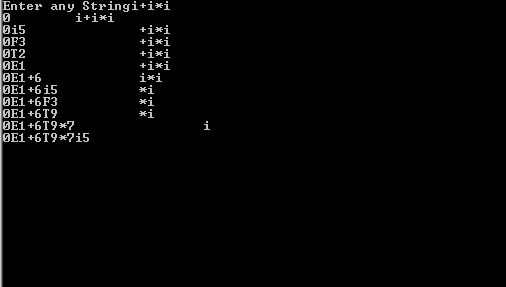 Enter any Stringi+i*i
0 i+i*i
0i5 +i*i
0F3 +i*i
0T2 +i*i
0E1 +i*i
0E1+6 i*i
0E1+6i5 *i
0E1+6F3 *i
0E1+6T9 *i
0E1+6T9*7 i
0E1+6T9*7i5